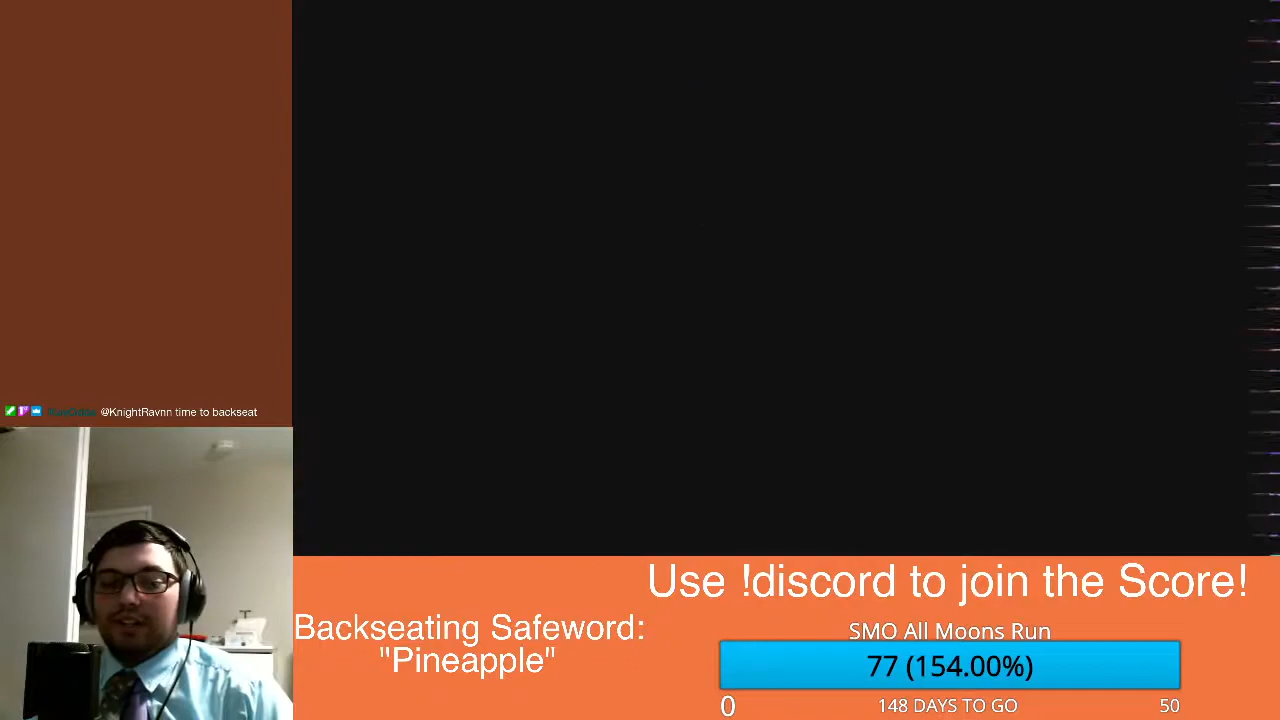 @KnightRavnn time to backseat
Use !discord to join the Score!
Backseating Safeword:
"Pineapple"
SMO All Moons Run
77 (154.00%)
0 148 DAYS TO GO 50